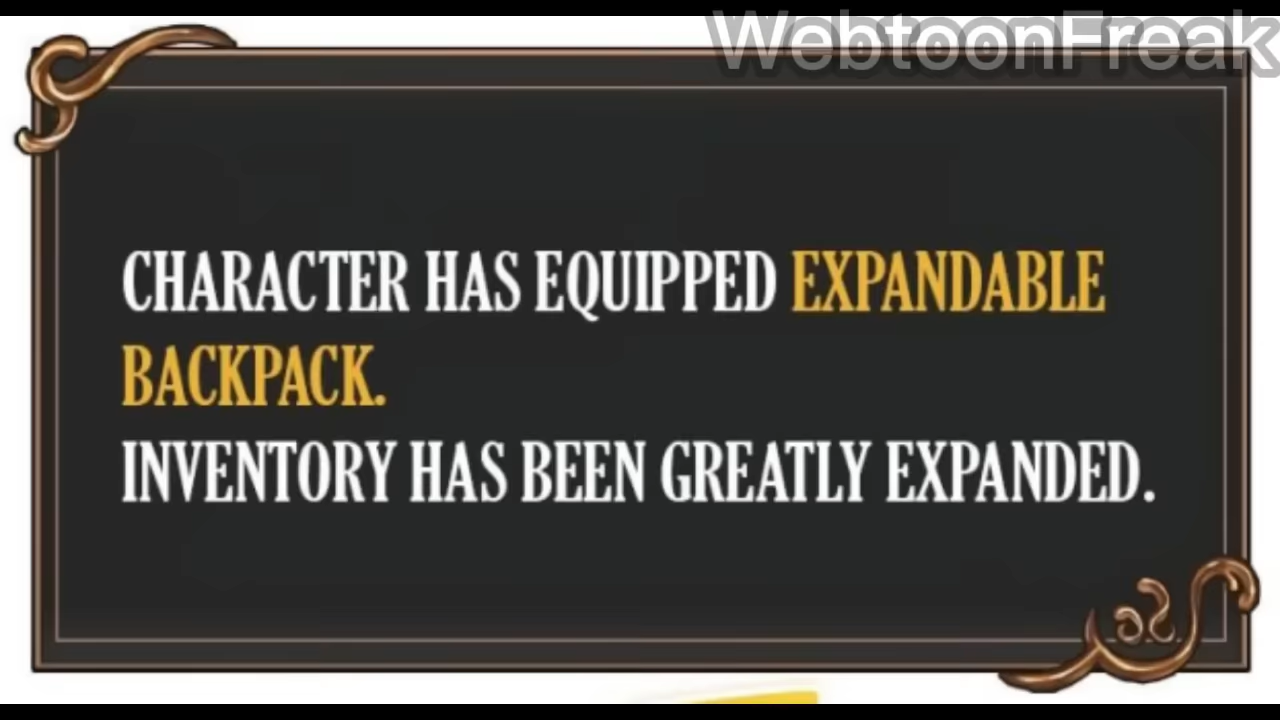 WebtoonFreak
CHARACTER HAS EQUIPPED EXPANDABLE
BACKPACK.
INVENTORY HAS BEEN GREATLY EXPANDED.